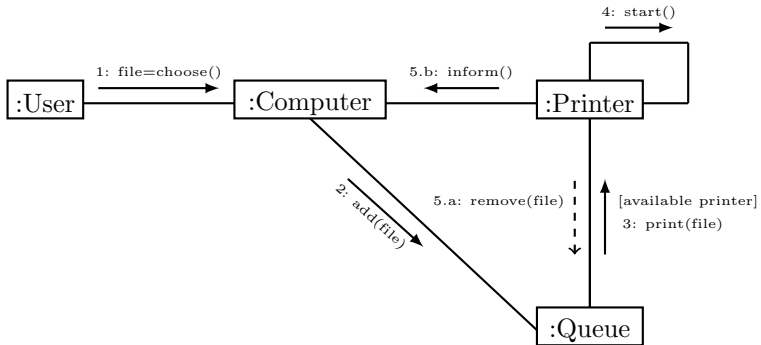 4: start()
1: file=choose()
5.b: inform()
:User
:Computer
:Printer
2: add(file)
5.a: remove(file)
[available printer]
3: print(file)
:Queue